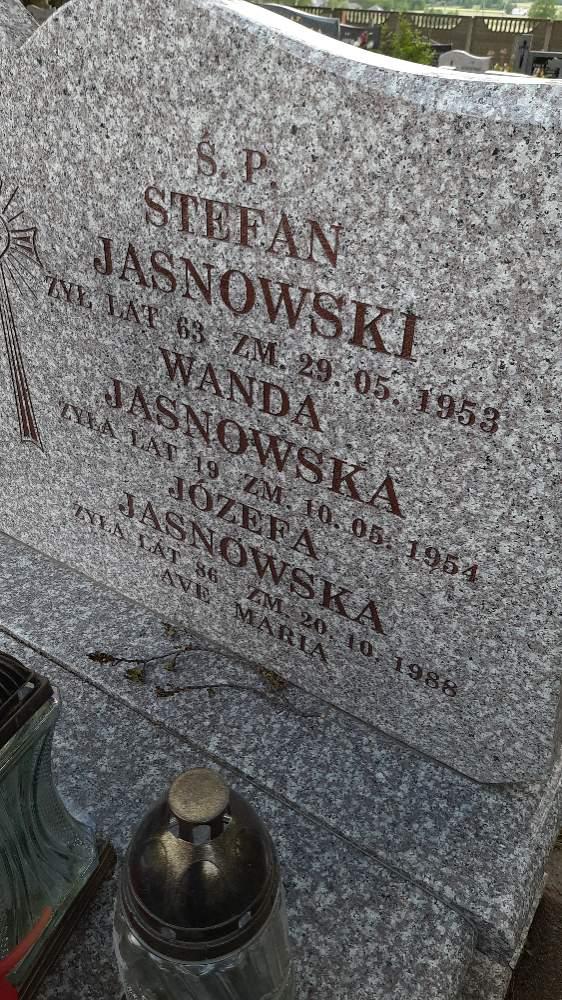 Ś. P.
STEFAN
JASNOWSKI
ŻYŁ LAT 63 ZM. 29. 05. 1953
WANDA
JASNOWSKA
ŻYŁA LAT 19 ZM. 10. 05. 1954
JÓZEFA
JASNOWSKA
ŻYŁA LAT 86 ZM. 20. 10. 1988
AVE MARIA